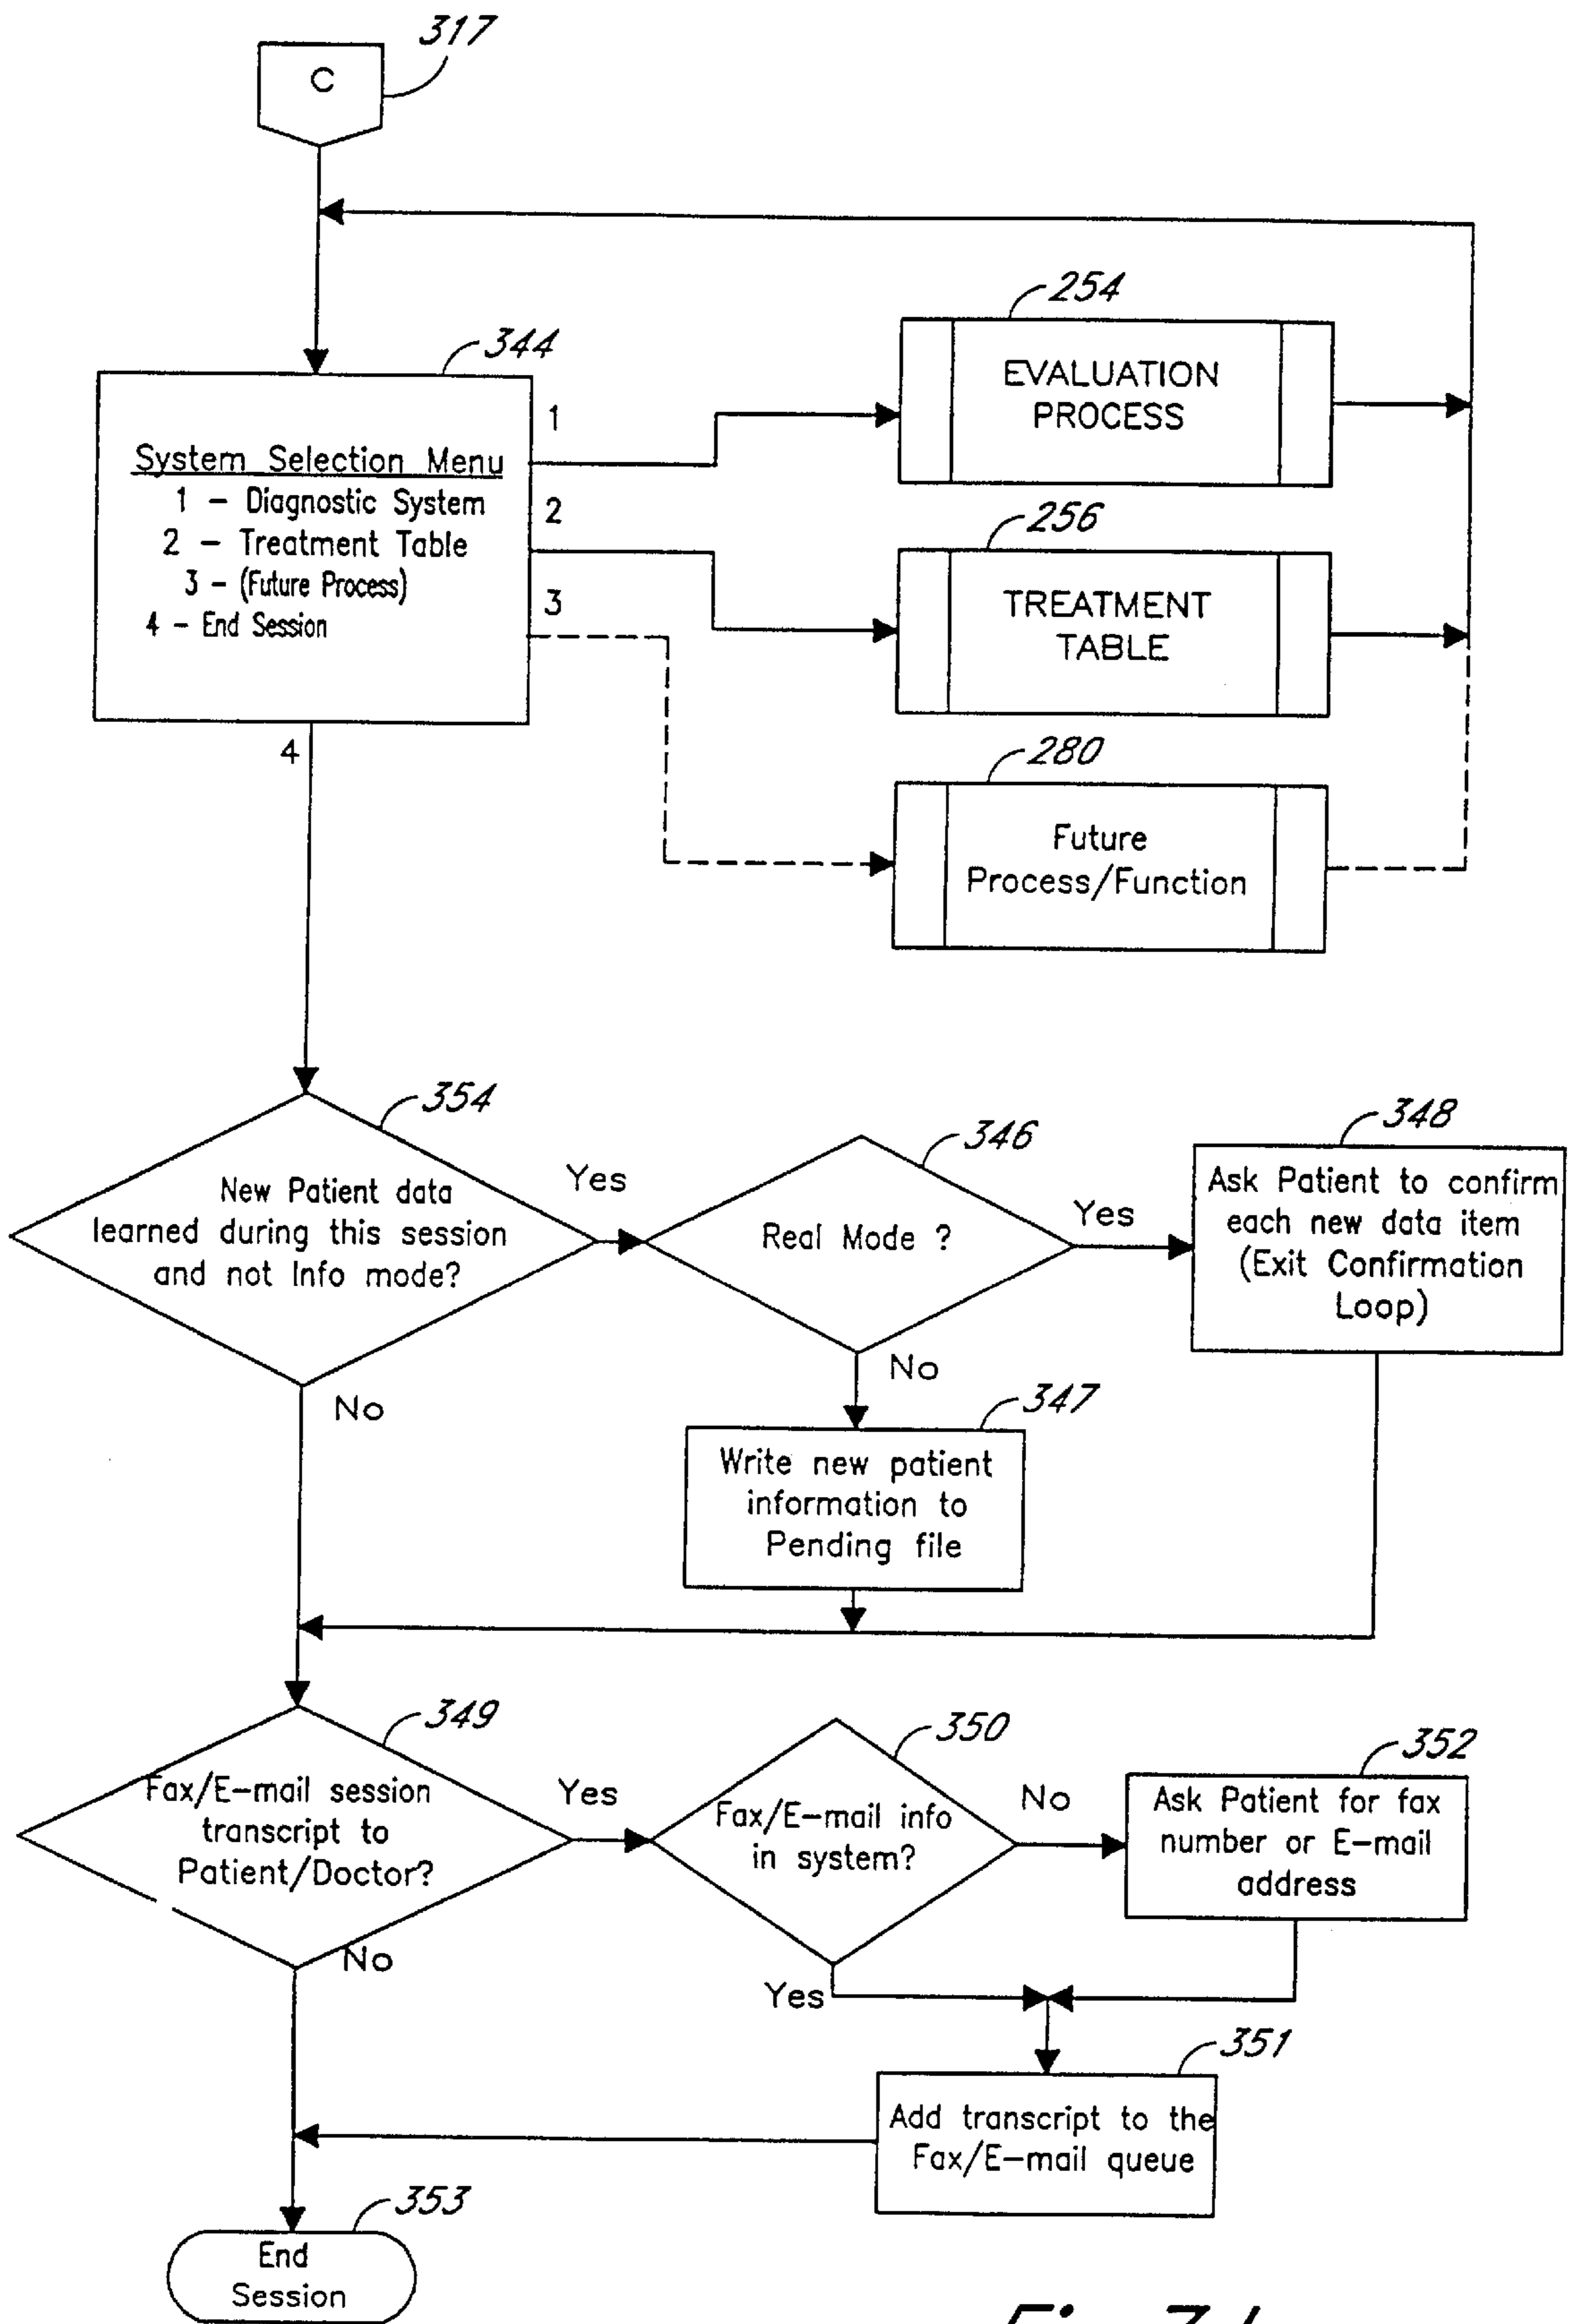 317
C
254
344
EVALUATION
PROCESS
1
System Selection Menu
1 - Diagnostic System
2 - Treatment Table
3 - (Future Process)
4 - End Session
2
256
TREATMENT
TABLE
3
4
280
Future
Process/Function
354
New Patient data
learned during this session
and not Info mode?
Yes
346
Real Mode ?
Yes
348
Ask Patient to confirm
each new data item
(Exit Confirmation
Loop)
No
No
347
Write new patient
information to
Pending file
349
Fax/E-mail session
transcript to
Patient/Doctor?
Yes
350
Fax/E-mail info
in system?
No
352
Ask Patient for fax
number or E-mail
address
No
Yes
351
Add transcript to the
Fax/E-mail queue
353
End
Session